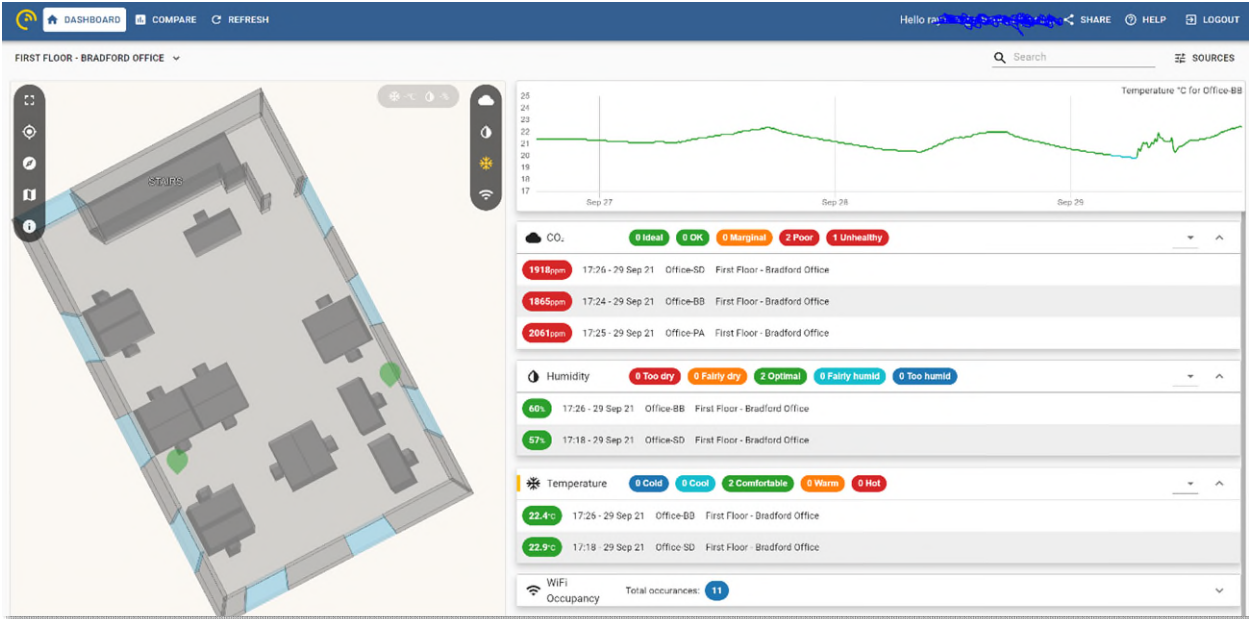 DASHBOARD COMPARE REFRESH Hello SHARE HELP LOGOUT
FIRST FLOOR - BRADFORD OFFICE Search SOURCES
STAIRS
-°C -%
Temperature °C for Office-BB
25
24
23
22
21
20
19
18
17
Sep 27 Sep 28 Sep 29
CO₂ 0 Ideal 0 OK 0 Marginal 2 Poor 1 Unhealthy
1918ppm 17:26 - 29 Sep 21 Office-SD First Floor - Bradford Office
1865ppm 17:24 - 29 Sep 21 Office-BB First Floor - Bradford Office
2061ppm 17:25 - 29 Sep 21 Office-PA First Floor - Bradford Office
Humidity 0 Too dry 0 Fairly dry 2 Optimal 0 Fairly humid 0 Too humid
60% 17:26 - 29 Sep 21 Office-BB First Floor - Bradford Office
57% 17:18 - 29 Sep 21 Office-SD First Floor - Bradford Office
Temperature 0 Cold 0 Cool 2 Comfortable 0 Warm 0 Hot
22.4°C 17:26 - 29 Sep 21 Office-BB First Floor - Bradford Office
22.9°C 17:18 - 29 Sep 21 Office-SD First Floor - Bradford Office
WiFi
Occupancy Total occurances: 11